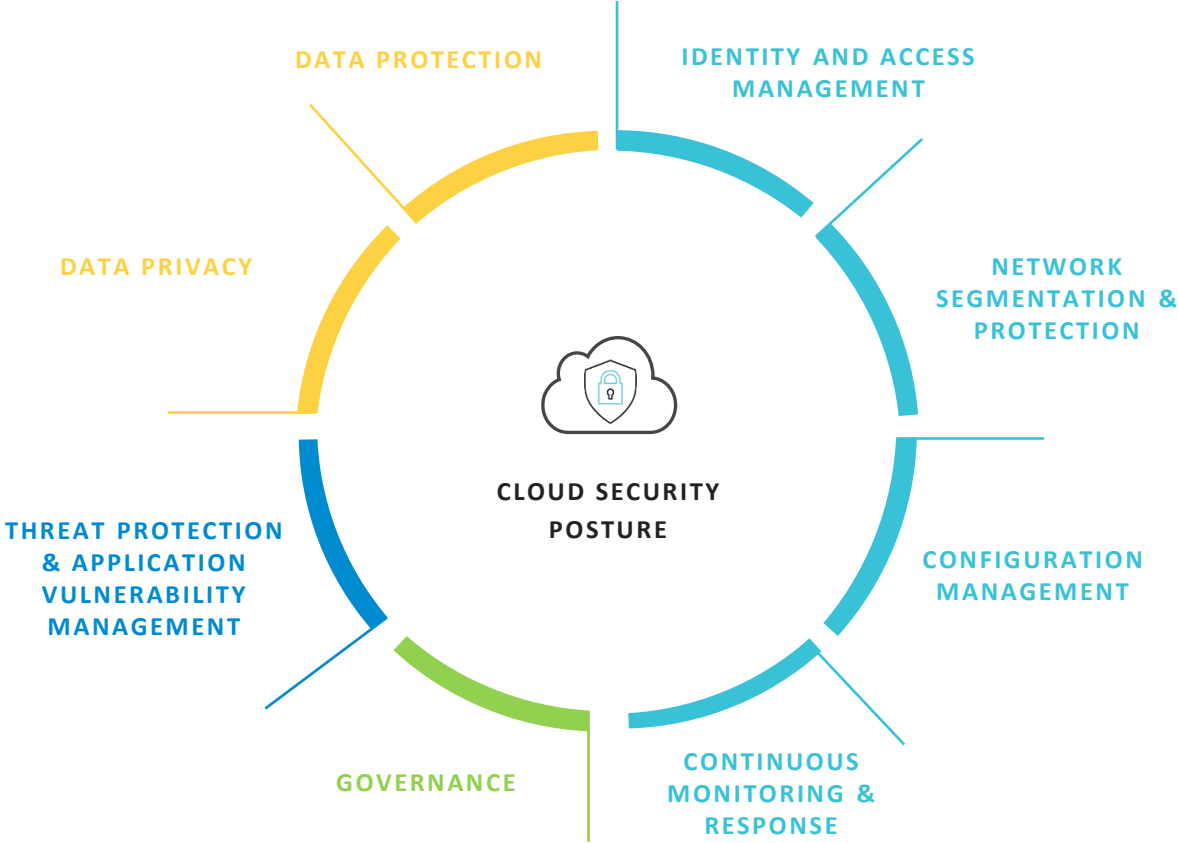 DATA PROTECTION
IDENTITY AND ACCESS
MANAGEMENT
DATA PRIVACY
NETWORK
SEGMENTATION &
PROTECTION
CLOUD SECURITY
POSTURE
THREAT PROTECTION
& APPLICATION
VULNERABILITY
MANAGEMENT
CONFIGURATION
MANAGEMENT
GOVERNANCE
CONTINUOUS
MONITORING &
RESPONSE